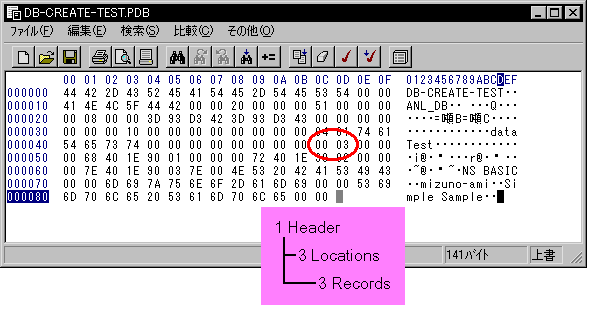 DB-CREATE-TEST.PDB
ファイル(F) 編集(E) 検索(S) 比較(C) その他(O)
00 01 02 03 04 05 06 07 08 09 0A 0B 0C 0D 0E 0F 0123456789ABCDEF
000000 44 42 2D 43 52 45 41 54 45 2D 54 45 53 54 00 00 DB-CREATE-TEST··
000010 41 4E 4C 5F 44 42 00 00 20 00 00 00 51 00 00 00 ANL_DB·· ···Q···
000020 00 08 00 00 3D 93 D3 42 3D 93 D3 43 00 00 00 00 ····=噸B=噸C····
000030 00 00 00 10 00 00 00 00 00 00 00 00 64 61 74 61 ············data
000040 54 65 73 74 00 00 00 00 00 00 00 00 00 03 00 00 Test············
000050 00 68 40 1E 90 01 00 00 00 72 40 1E 90 02 00 00
000060 00 7E 40 1E 90 03 7E 00 4E 53 20 42 41 53 49 43 ·~@·・·~·NS BASIC
000070 00 00 6D 69 7A 75 6E 6F 2D 61 6D 69 00 00 53 69 ··mizuno-ami··Si
000080 6D 70 6C 65 20 53 61 6D 70 6C 65 00 00 mple Sample··
1 Header
3 Locations
3 Records
141バイト 上書